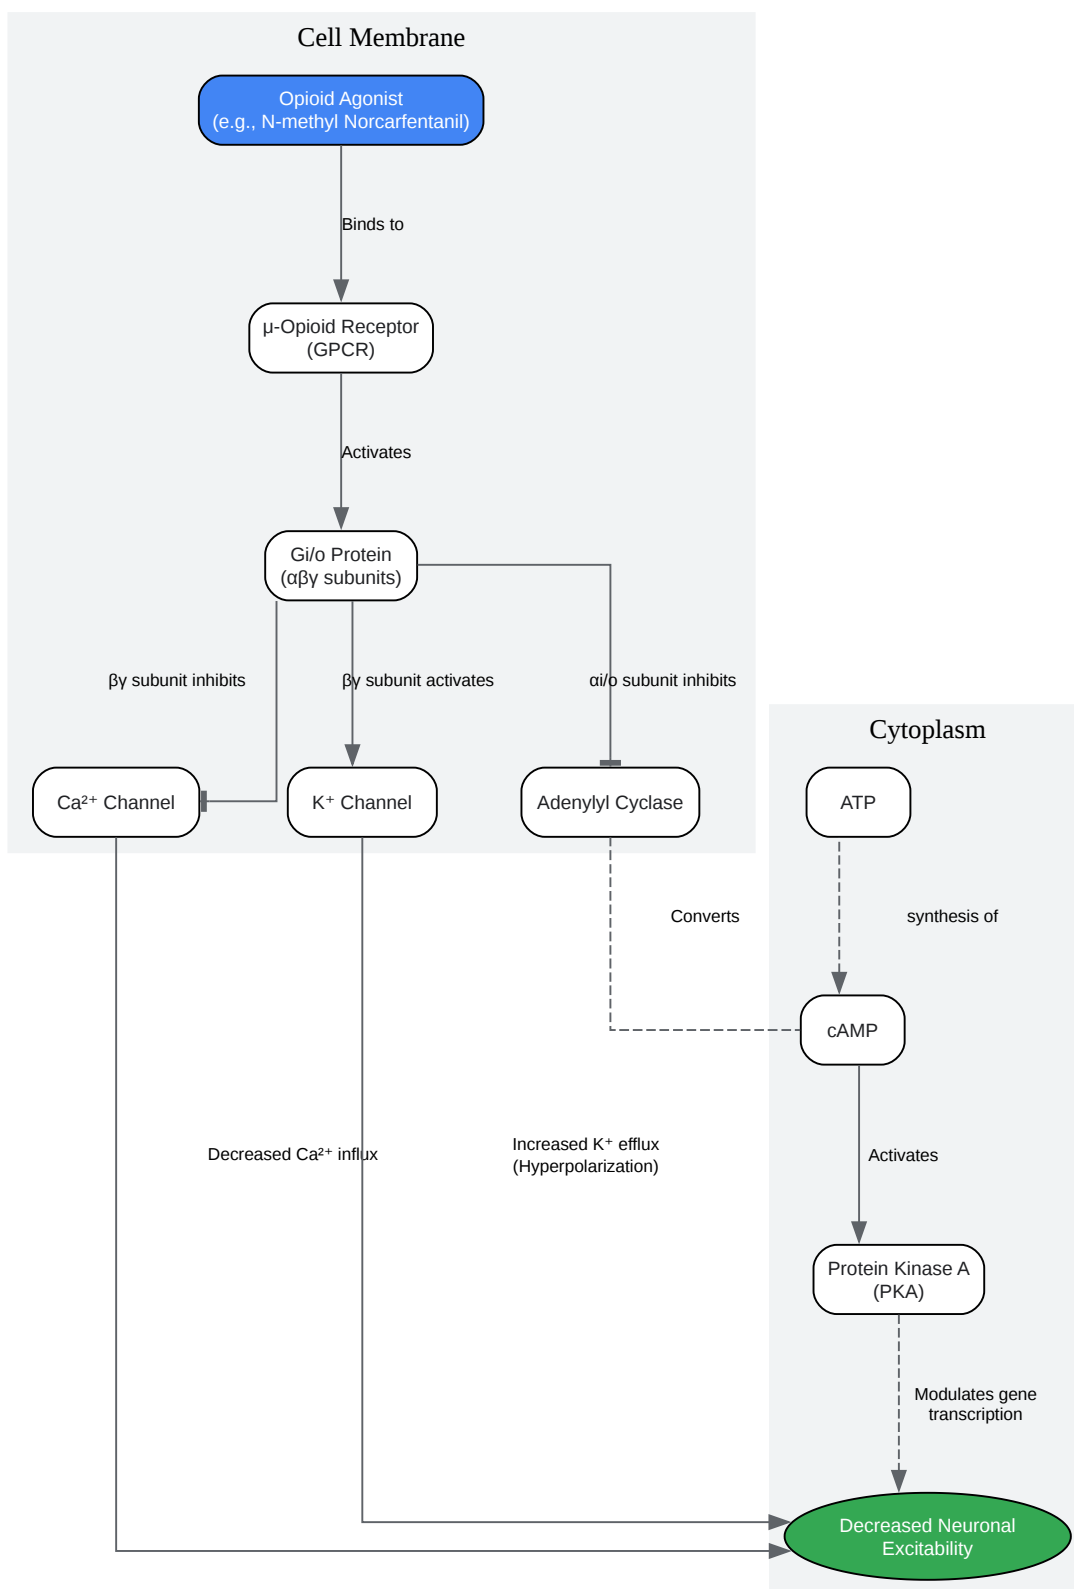 Cell Membrane
Opioid Agonist
(e.g., N-methyl Norcarfentanil)
Binds to
μ-Opioid Receptor
(GPCR)
Activates
Gi/o Protein
(αβγ subunits)
βγ subunit inhibits
βγ subunit activates
αi/o subunit inhibits
Cytoplasm
Ca²⁺ Channel
K⁺ Channel
Adenylyl Cyclase
ATP
Converts
synthesis of
cAMP
Decreased Ca²⁺ influx
Increased K⁺ efflux
(Hyperpolarization)
Activates
Protein Kinase A
(PKA)
Modulates gene
transcription
Decreased Neuronal
Excitability